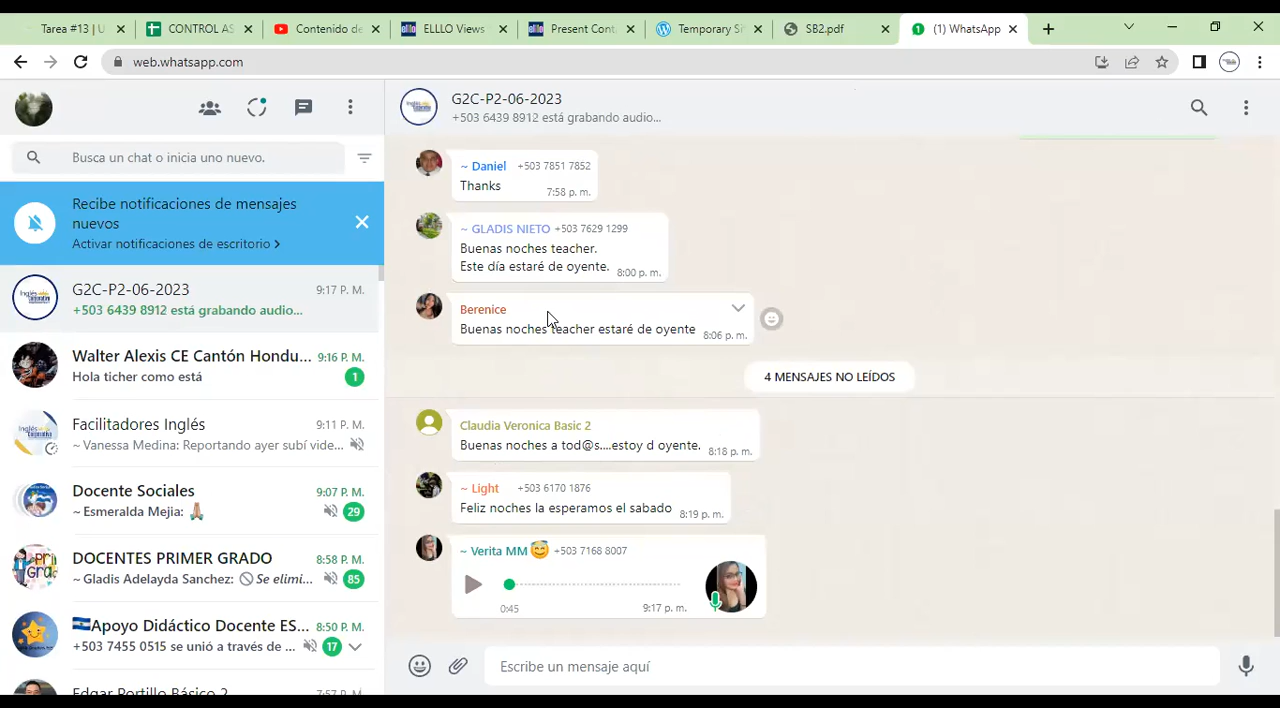 Tarea #13 | U
CONTROL AS
Contenido de
ELLLO Views
Present Cont
Temporary S
SB2.pdf
(1) WhatsApp
web.whatsapp.com
G2C-P2-06-2023
+503 6439 8912 está grabando audio...
Busca un chat o inicia uno nuevo.
Recibe notificaciones de mensajes
nuevos
Activar notificaciones de escritorio >
G2C-P2-06-2023 9:17 P. M.
+503 6439 8912 está grabando audio...
Walter Alexis CE Cantón Hondu... 9:16 P. M.
Hola ticher como está 1
Facilitadores Inglés 9:11 P. M.
~ Vanessa Medina: Reportando ayer subí vide...
Docente Sociales 9:07 P. M.
~ Esmeralda Mejia: 🙏🏼 29
DOCENTES PRIMER GRADO 8:58 P. M.
~ Gladis Adelayda Sanchez: Se elimi... 85
🇸🇻Apoyo Didáctico Docente ES... 8:50 P. M.
+503 7455 0515 se unió a través de ... 17
Edgar Portillo Básico 2 7:57 P. M.
~ Daniel +503 7851 7852
Thanks 7:58 p. m.
~ GLADIS NIETO +503 7629 1299
Buenas noches teacher.
Este día estaré de oyente. 8:00 p. m.
Berenice
Buenas noches teacher estaré de oyente 8:06 p. m.
4 MENSAJES NO LEÍDOS
Claudia Veronica Basic 2
Buenas noches a tod@s....estoy d oyente. 8:18 p. m.
~ Light +503 6170 1876
Feliz noches la esperamos el sabado 8:19 p. m.
~ Verita MM 😇 +503 7168 8007
0:45 9:17 p. m.
Escribe un mensaje aquí